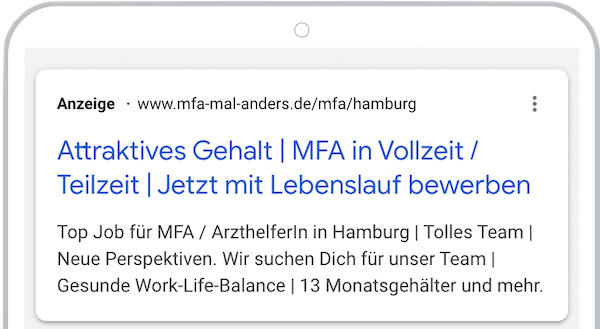 Anzeige · www.mfa-mal-anders.de/mfa/hamburg
Attraktives Gehalt | MFA in Vollzeit /
Teilzeit | Jetzt mit Lebenslauf bewerben
Top Job für MFA / ArzthelferIn in Hamburg | Tolles Team |
Neue Perspektiven. Wir suchen Dich für unser Team |
Gesunde Work-Life-Balance | 13 Monatsgehälter und mehr.